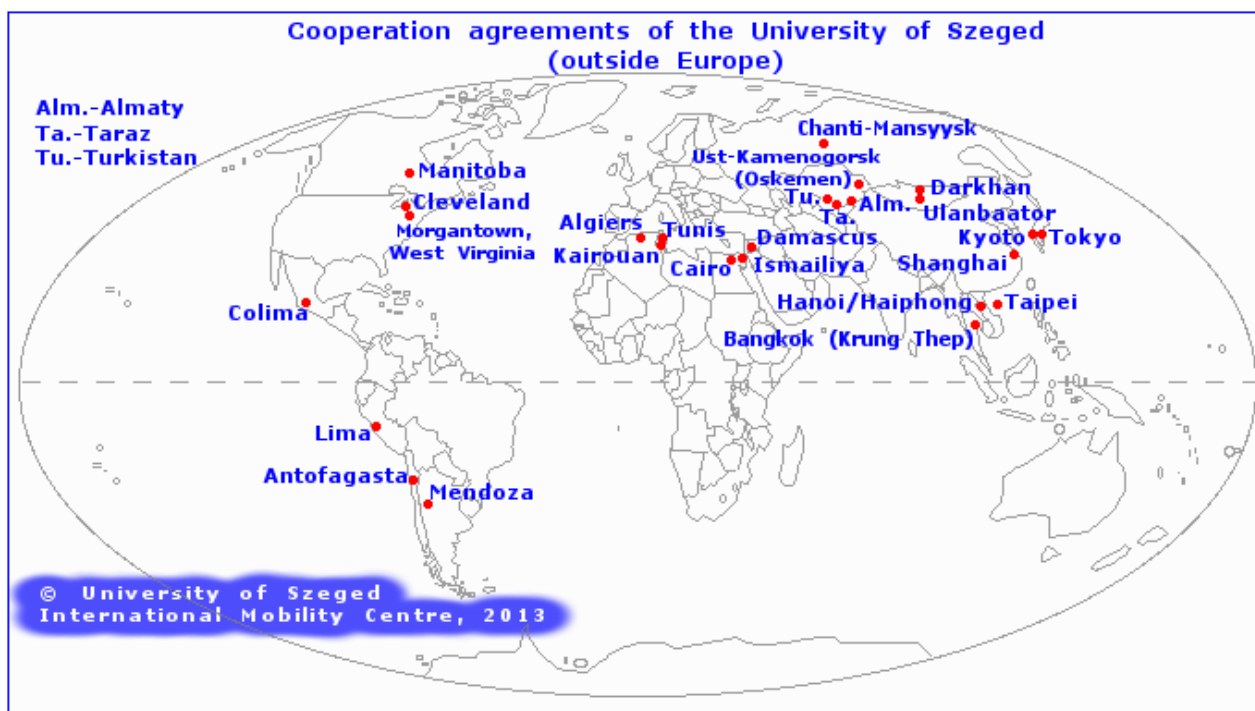 Cooperation agreements of the University of Szeged
(outside Europe)
Alm.-Almaty
Ta.-Taraz
Tu.-Turkistan
Chanti-Mansyysk
Ust-Kamenogorsk
(Oskemen)
Manitoba
Darkhan
Cleveland
Tu.
Alm.
Ta.
Ulanbaator
Morgantown,
West Virginia
Algiers
Tunis
Damascus
Kyoto
Tokyo
Kairouan
Cairo
Ismailiya
Shanghai
Colima
Hanoi/Haiphong
Taipei
Bangkok (Krung Thep)
Lima
Antofagasta
Mendoza
© University of Szeged
International Mobility Centre, 2013